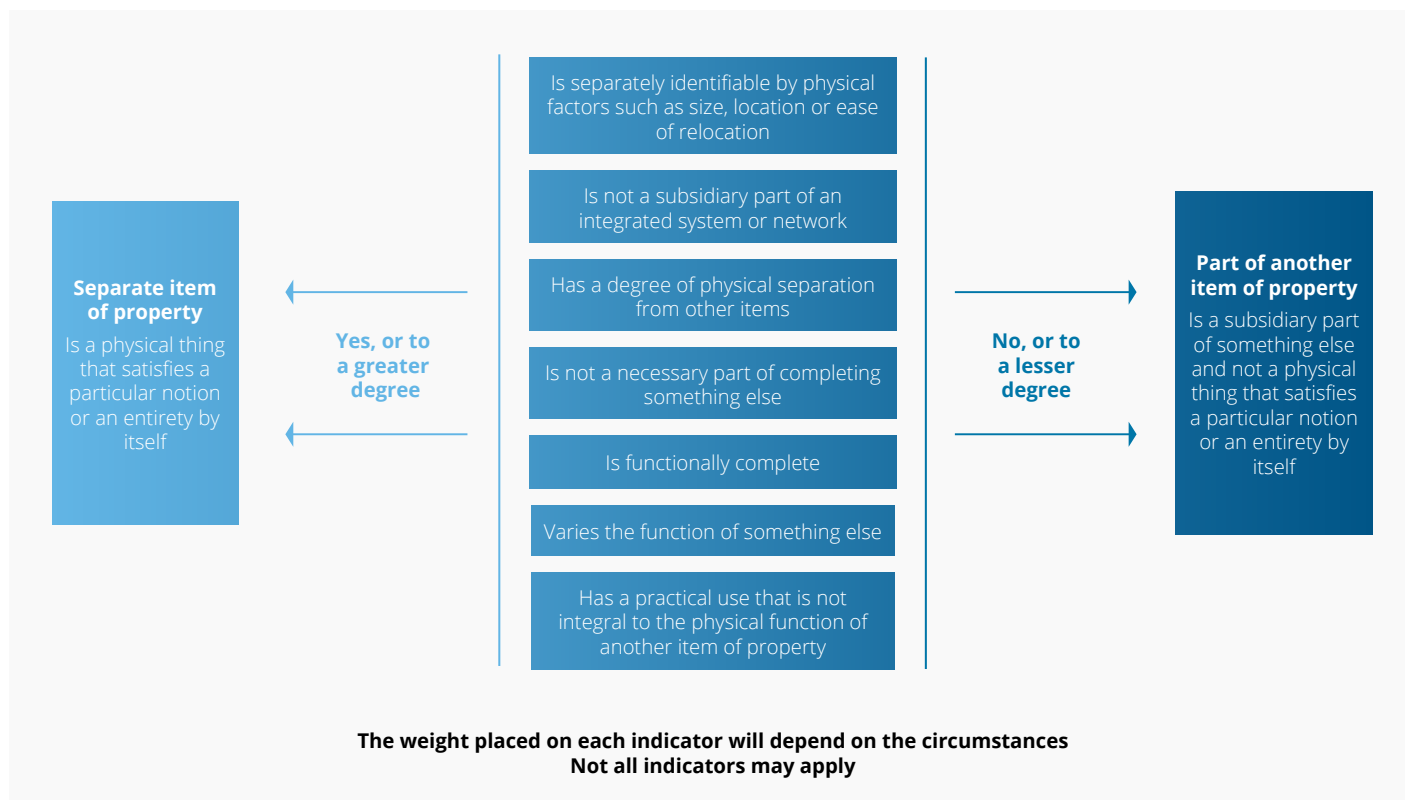 Is separately identifiable by physical
factors such as size, location or ease
of relocation
Is not a subsidiary part of an
integrated system or network
Has a degree of physical separation
from other items
Is not a necessary part of completing
something else
Is functionally complete
Varies the function of something else
Has a practical use that is not
integral to the physical function of
another item of property
Separate item
of property
Is a physical thing
that satisfies a
particular notion
or an entirety by
itself
Yes, or to
a greater
degree
No, or to
a lesser
degree
Part of another
item of property
Is a subsidiary part
of something else
and not a physical
thing that satisfies
a particular notion
or an entirety by
itself
The weight placed on each indicator will depend on the circumstances
Not all indicators may apply